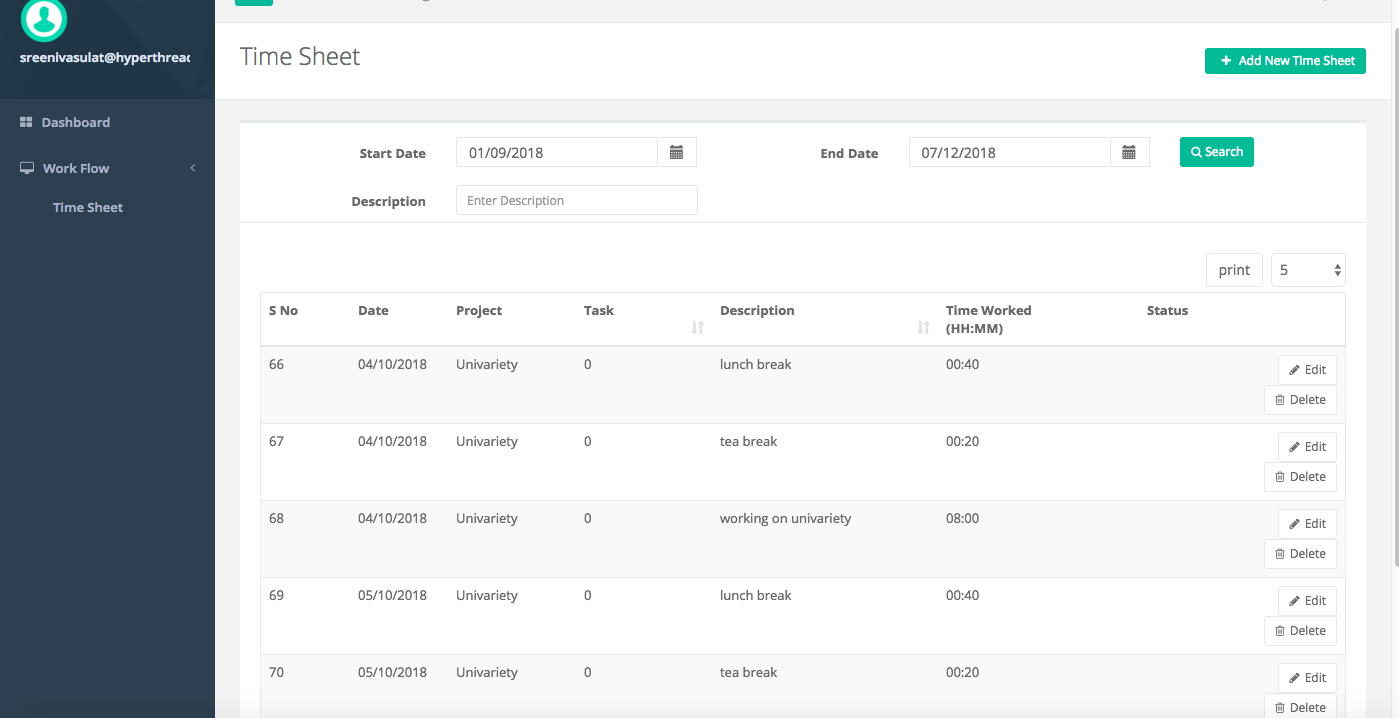 sreenivasulat@hyperthread
Time Sheet
+ Add New Time Sheet
Dashboard
Work Flow
Time Sheet
Start Date
01/09/2018
End Date
07/12/2018
Search
Description
Enter Description
print
5
S No Date Project Task Description Time Worked (HH:MM) Status
66 04/10/2018 Univariety 0 lunch break 00:40
Edit
Delete
67 04/10/2018 Univariety 0 tea break 00:20
Edit
Delete
68 04/10/2018 Univariety 0 working on univariety 08:00
Edit
Delete
69 05/10/2018 Univariety 0 lunch break 00:40
Edit
Delete
70 05/10/2018 Univariety 0 tea break 00:20
Edit
Delete